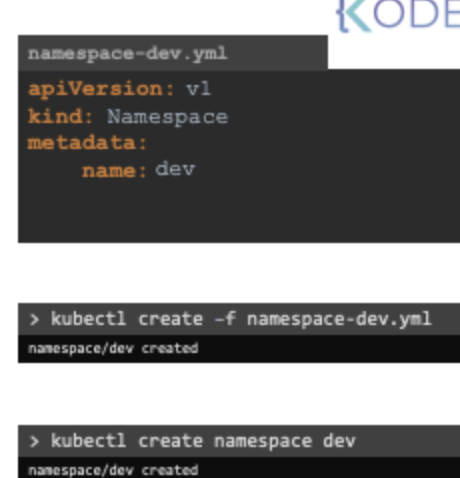 {KODE
namespace-dev.yml
apiVersion: v1
kind: Namespace
metadata:
    name: dev
> kubectl create –f namespace-dev.yml
namespace/dev created
> kubectl create namespace dev
namespace/dev created